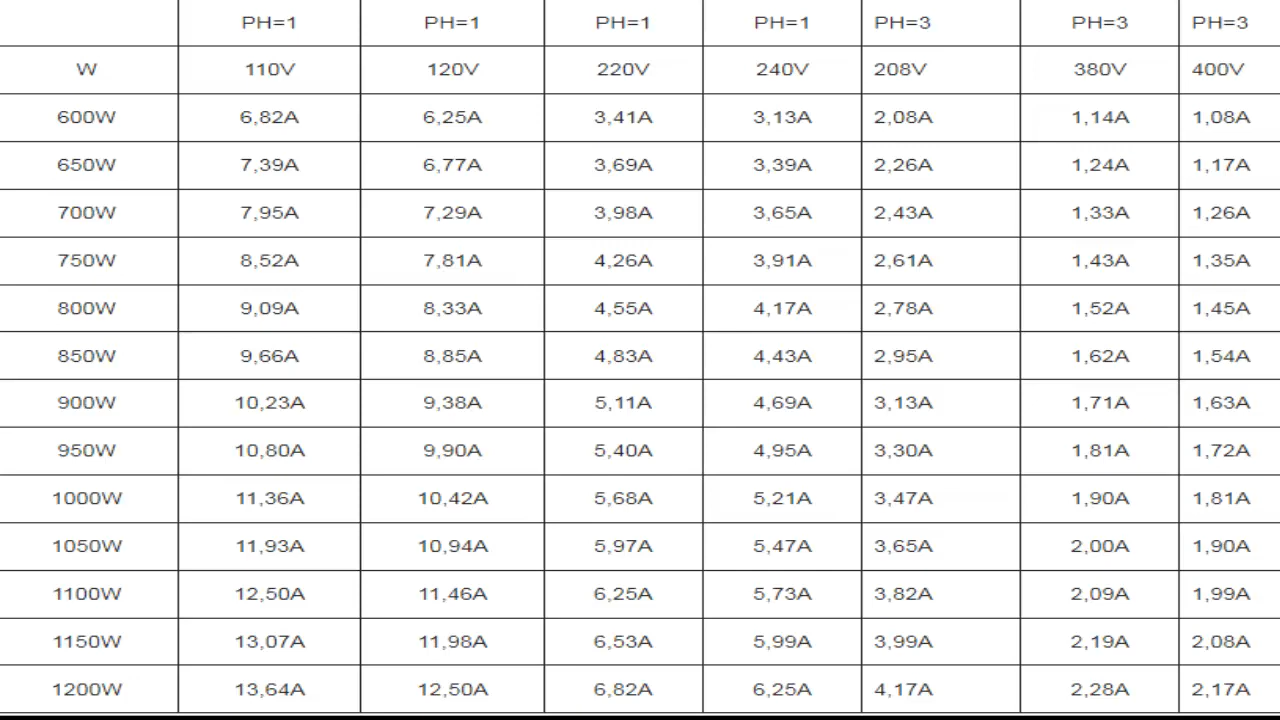 PH=1 PH=1 PH=1 PH=1 PH=3 PH=3 PH=3
W 110V 120V 220V 240V 208V 380V 400V
600W 6,82A 6,25A 3,41A 3,13A 2,08A 1,14A 1,08A
650W 7,39A 6,77A 3,69A 3,39A 2,26A 1,24A 1,17A
700W 7,95A 7,29A 3,98A 3,65A 2,43A 1,33A 1,26A
750W 8,52A 7,81A 4,26A 3,91A 2,61A 1,43A 1,35A
800W 9,09A 8,33A 4,55A 4,17A 2,78A 1,52A 1,45A
850W 9,66A 8,85A 4,83A 4,43A 2,95A 1,62A 1,54A
900W 10,23A 9,38A 5,11A 4,69A 3,13A 1,71A 1,63A
950W 10,80A 9,90A 5,40A 4,95A 3,30A 1,81A 1,72A
1000W 11,36A 10,42A 5,68A 5,21A 3,47A 1,90A 1,81A
1050W 11,93A 10,94A 5,97A 5,47A 3,65A 2,00A 1,90A
1100W 12,50A 11,46A 6,25A 5,73A 3,82A 2,09A 1,99A
1150W 13,07A 11,98A 6,53A 5,99A 3,99A 2,19A 2,08A
1200W 13,64A 12,50A 6,82A 6,25A 4,17A 2,28A 2,17A